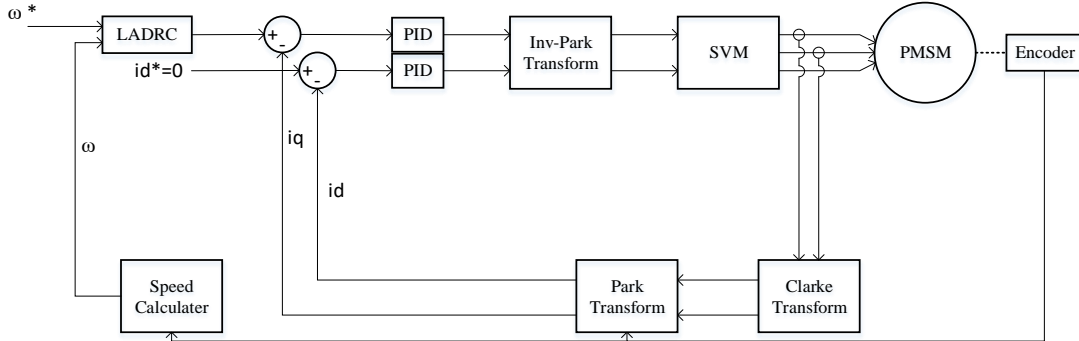 ω*
LADRC
+
-
PID
Inv-Park
Transform
SVM
PMSM
Encoder
id*=0
+
-
PID
ω
iq
id
Speed
Calculater
Park
Transform
Clarke
Transform